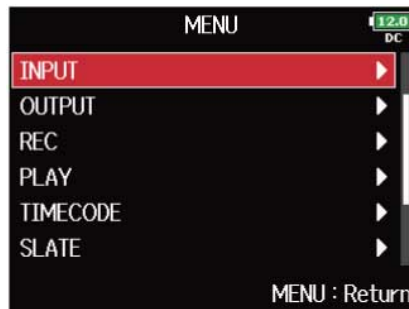 MENU
12.0
DC
INPUT
OUTPUT
REC
PLAY
TIMECODE
SLATE
MENU : Return